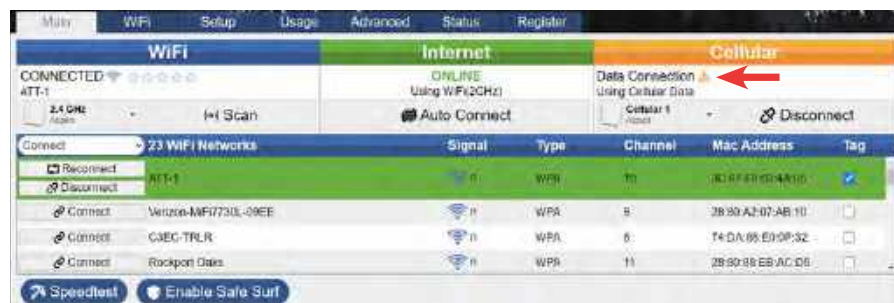 Main WiFi Setup Usage Advanced Status Register
WiFi Internet Cellular
CONNECTED ONLINE Data Connection
ATT-1 Using WiFi(2GHz) Using Cellular Data
2.4 GHz Scan Auto Connect Cellular 1 Disconnect
Connect 23 WiFi Networks Signal Type Channel Mac Address Tag
Reconnect
Disconnect
ATT-1 WPA 10
Connect Verizon-MiFi7730L-09EE WPA 9 28:80:A2:07:AB:10
Connect C3EC-TRLR WPA 6
Connect Rockport Oaks WPA 11
Speedtest Enable Safe Surf